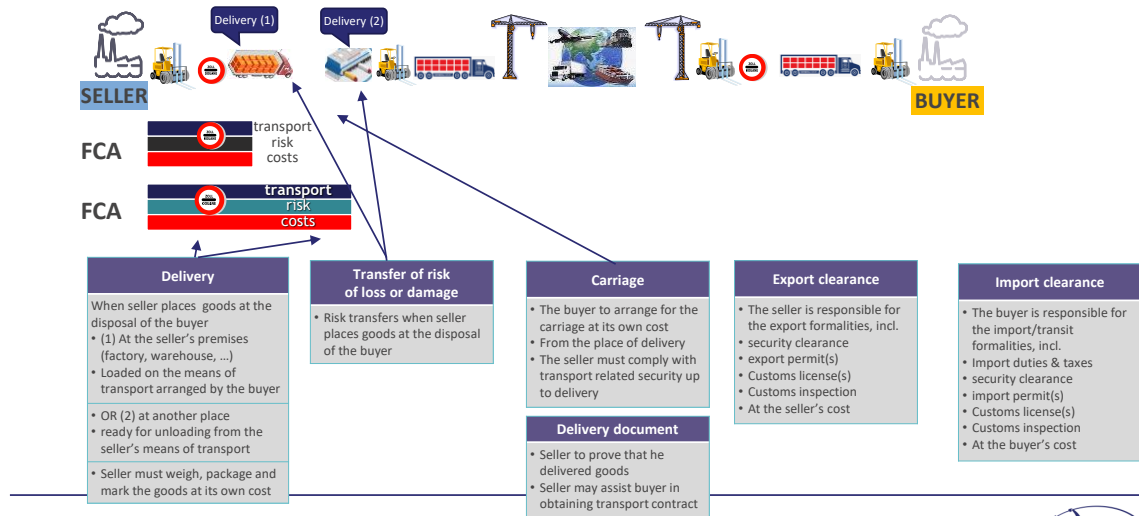 Delivery (1)
Delivery (2)
SELLER
BUYER
FCA
transport
risk
costs
FCA
transport
risk
costs
Delivery
When seller places goods at the
disposal of the buyer
• (1) At the seller's premises
(factory, warehouse, …)
• Loaded on the means of
transport arranged by the buyer
• OR (2) at another place
• ready for unloading from the
seller's means of transport
• Seller must weigh, package and
mark the goods at its own cost
Transfer of risk
of loss or damage
• Risk transfers when seller
places goods at the disposal
of the buyer
Carriage
• The buyer to arrange for the
carriage at its own cost
• From the place of delivery
• The seller must comply with
transport related security up
to delivery
Delivery document
• Seller to prove that he
delivered goods
• Seller may assist buyer in
obtaining transport contract
Export clearance
• The seller is responsible for
the export formalities, incl.
• security clearance
• export permit(s)
• Customs license(s)
• Customs inspection
• At the seller's cost
Import clearance
• The buyer is responsible for
the import/transit
formalities, incl.
• Import duties & taxes
• security clearance
• import permit(s)
• Customs license(s)
• Customs inspection
• At the buyer's cost